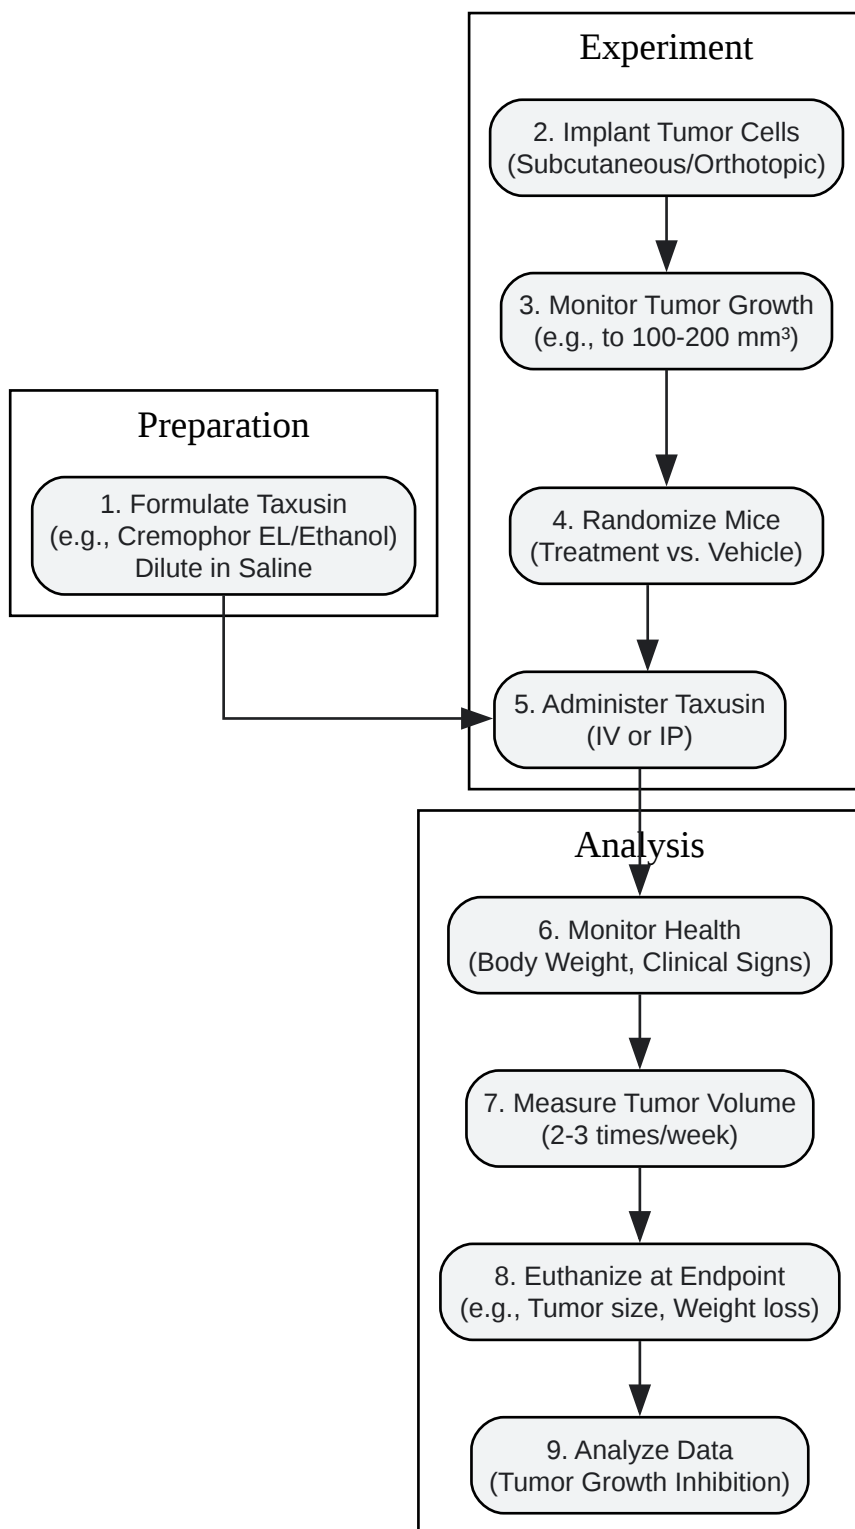 Experiment
2. Implant Tumor Cells
(Subcutaneous/Orthotopic)
3. Monitor Tumor Growth
(e.g., to 100-200 mm³)
Preparation
1. Formulate Taxusin
(e.g., Cremophor EL/Ethanol)
Dilute in Saline
4. Randomize Mice
(Treatment vs. Vehicle)
5. Administer Taxusin
(IV or IP)
Analysis
6. Monitor Health
(Body Weight, Clinical Signs)
7. Measure Tumor Volume
(2-3 times/week)
8. Euthanize at Endpoint
(e.g., Tumor size, Weight loss)
9. Analyze Data
(Tumor Growth Inhibition)